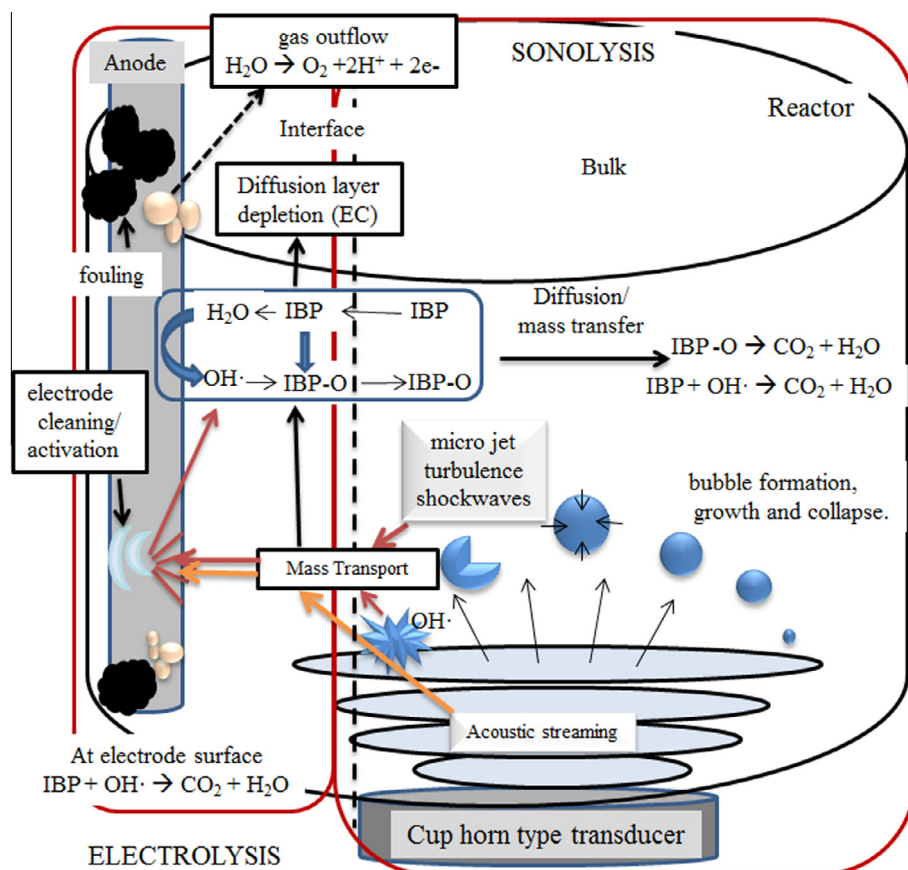 gas outflow
H₂O → O₂ +2H⁺ + 2e-
SONOLYSIS
Anode
Reactor
Interface
Bulk
Diffusion layer
depletion (EC)
fouling
H₂O ← IBP ← IBP
OH· → IBP-O → IBP-O
Diffusion/
mass transfer
IBP -O → CO₂ + H₂O
IBP + OH· → CO₂ + H₂O
electrode
cleaning/
activation
micro jet
turbulence
shockwaves
bubble formation,
growth and collapse.
Mass Transport
OH·
Acoustic streaming
At electrode surface
IBP + OH· → CO₂ + H₂O
Cup horn type transducer
ELECTROLYSIS